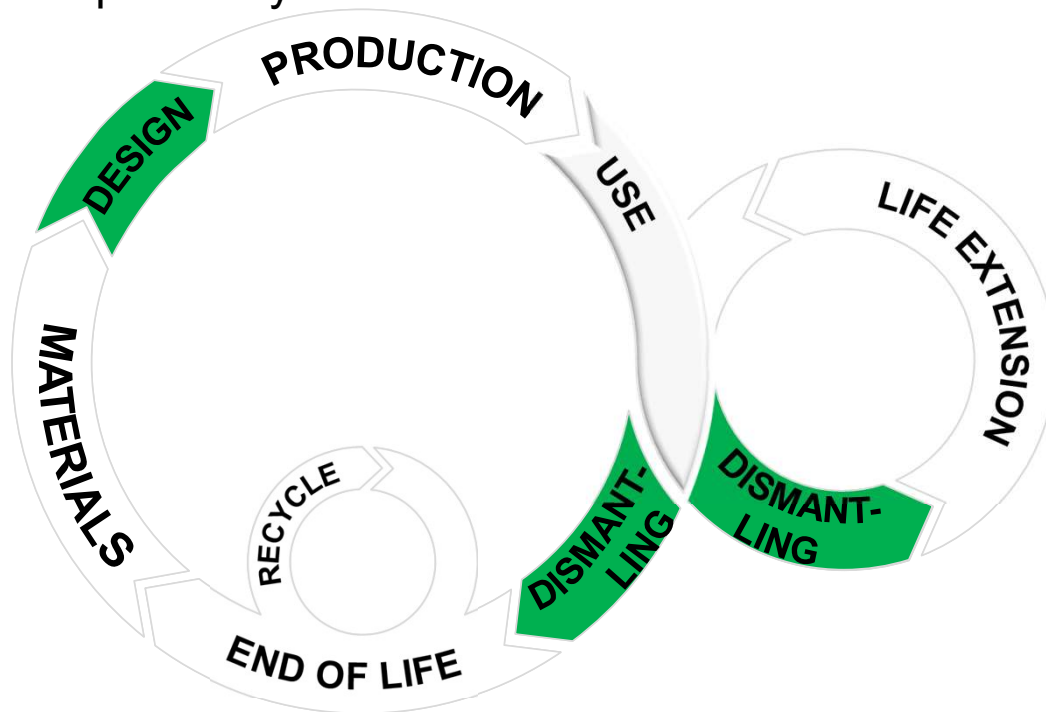 PRODUCTION
DESIGN
USE
LIFE EXTENSION
MATERIALS
RECYCLE
DISMANT-
LING
DISMANT-
LING
END OF LIFE